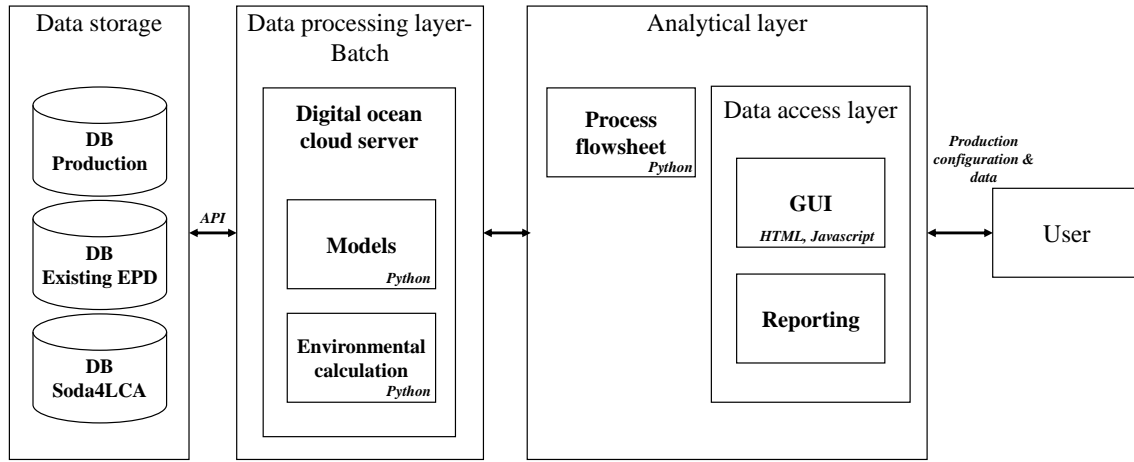 Data storage
DB
Production
DB
Existing EPD
DB
Soda4LCA
API
Data processing layer-
Batch
Digital ocean
cloud server
Models
Python
Environmental
calculation
Python
Analytical layer
Process
flowsheet
Python
Data access layer
GUI
HTML, Javascript
Reporting
Production
configuration &
data
User